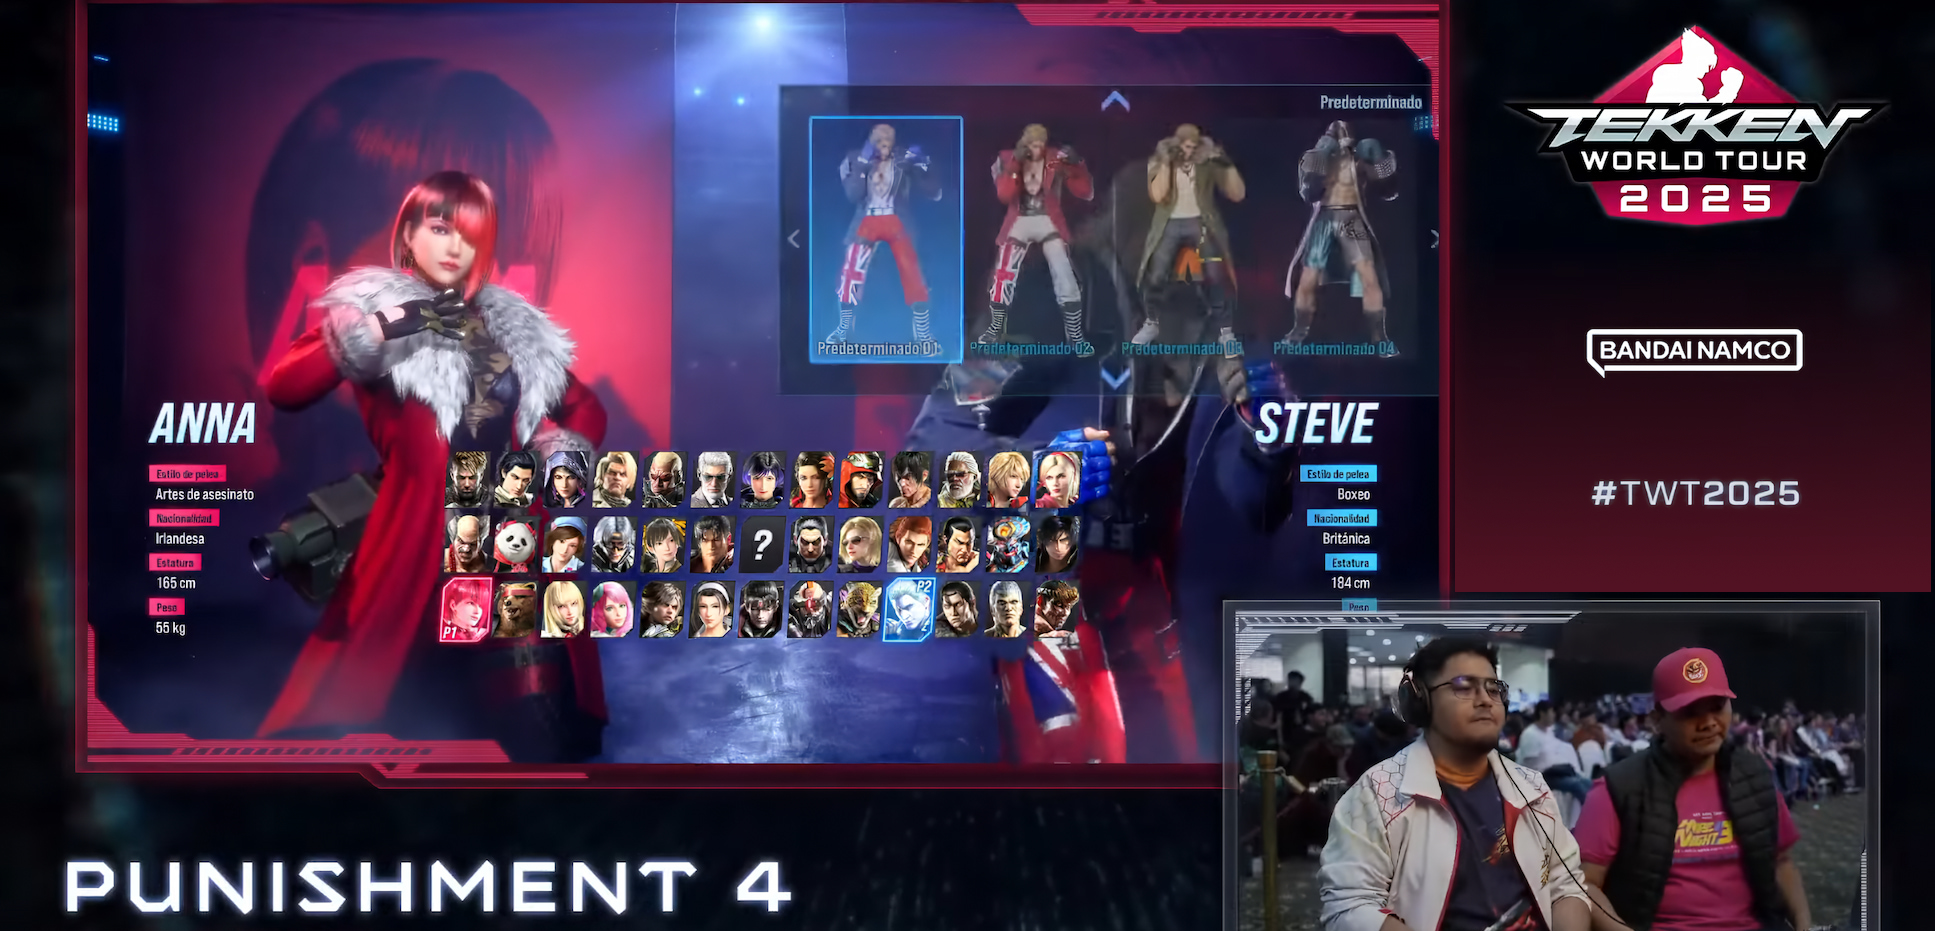 Predeterminado
Predeterminado 01
Predeterminado 02
Predeterminado 03
Predeterminado 04
ANNA
Estilo de pelea
Artes de asesinato
Nacionalidad
Irlandesa
Estatura
165 cm
Peso
55 kg
STEVE
Estilo de pelea
Boxeo
Nacionalidad
Británica
Estatura
184 cm
Peso
?
P1
P2
TEKKEN
WORLD TOUR
2025
BANDAI NAMCO
#TWT2025
PUNISHMENT 4